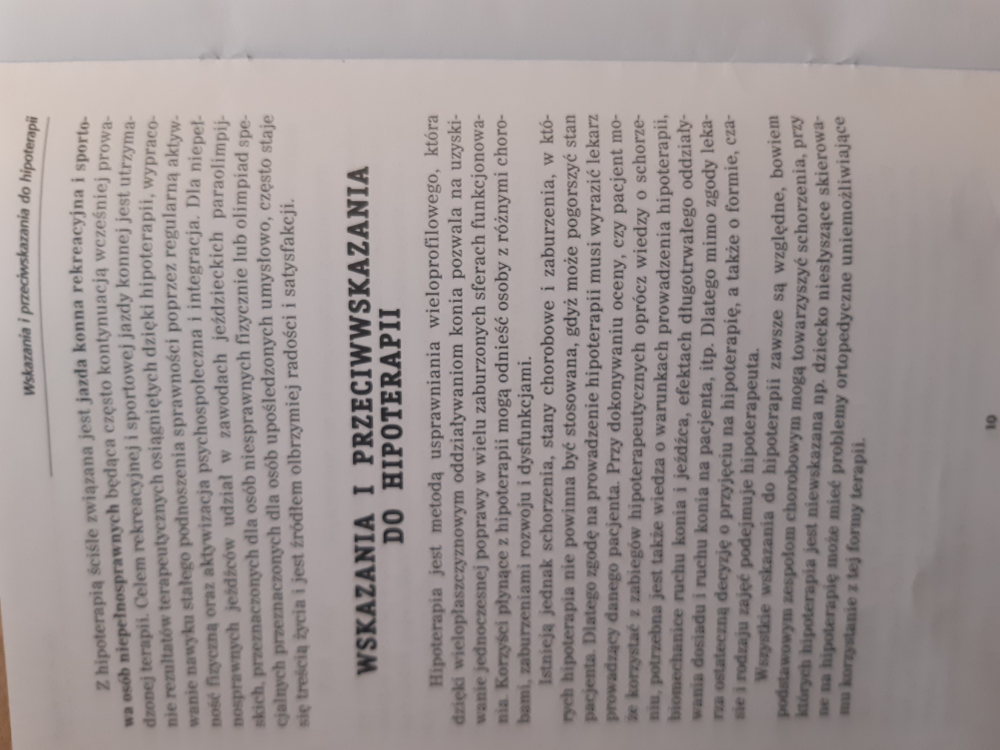 Wskazania i przeciwskazania do hipoterapii
Z hipoterapią ściśle związana jest jazda konna rekreacyjna i sporto-
wa osób niepełnosprawnych będąca często kontynuacją wcześniej prowa-
dzonej terapii. Celem rekreacyjnej i sportowej jazdy konnej jest utrzyma-
nie rezultatów terapeutycznych osiągniętych dzięki hipoterapii, wypraco-
wanie nawyku stałego podnoszenia sprawności poprzez regularną aktyw-
ność fizyczną oraz aktywizacja psychospołeczna i integracja. Dla niepeł-
nosprawnych jeźdźców udział w zawodach jeździeckich paraolimpij-
skich, przeznaczonych dla osób niesprawnych fizycznie lub olimpiad spe-
cjalnych przeznaczonych dla osób upośledzonych umysłowo, często staje
się treścią życia i jest źródłem olbrzymiej radości i satysfakcji.
WSKAZANIA I PRZECIWWSKAZANIA
DO HIPOTERAPII
Hipoterapia jest metodą usprawniania wieloprofilowego, która
dzięki wielopłaszczyznowym oddziaływaniom konia pozwala na uzyski-
wanie jednoczesnej poprawy w wielu zaburzonych sferach funkcjonowa-
nia. Korzyści płynące z hipoterapii mogą odnieść osoby z różnymi choro-
bami, zaburzeniami rozwoju i dysfunkcjami.
Istnieją jednak schorzenia, stany chorobowe i zaburzenia, w któ-
rych hipoterapia nie powinna być stosowana, gdyż może pogorszyć stan
pacjenta. Dlatego zgodę na prowadzenie hipoterapii musi wyrazić lekarz
prowadzący danego pacjenta. Przy dokonywaniu oceny, czy pacjent mo-
że korzystać z zabiegów hipoterapeutycznych oprócz wiedzy o schorze-
niu, potrzebna jest także wiedza o warunkach prowadzenia hipoterapii,
biomechanice ruchu konia i jeźdźca, efektach długotrwałego oddziały-
wania dosiadu i ruchu konia na pacjenta, itp. Dlatego mimo zgody leka-
rza ostateczną decyzję o przyjęciu na hipoterapię, a także o formie, cza-
sie i rodzaju zajęć podejmuje hipoterapeuta.
Wszystkie wskazania do hipoterapii zawsze są względne, bowiem
podstawowym zespołom chorobowym mogą towarzyszyć schorzenia, przy
których hipoterapia jest niewskazana np. dziecko niesłyszące skierowa-
ne na hipoterapię może mieć problemy ortopedyczne uniemożliwiające
mu korzystanie z tej formy terapii.
10